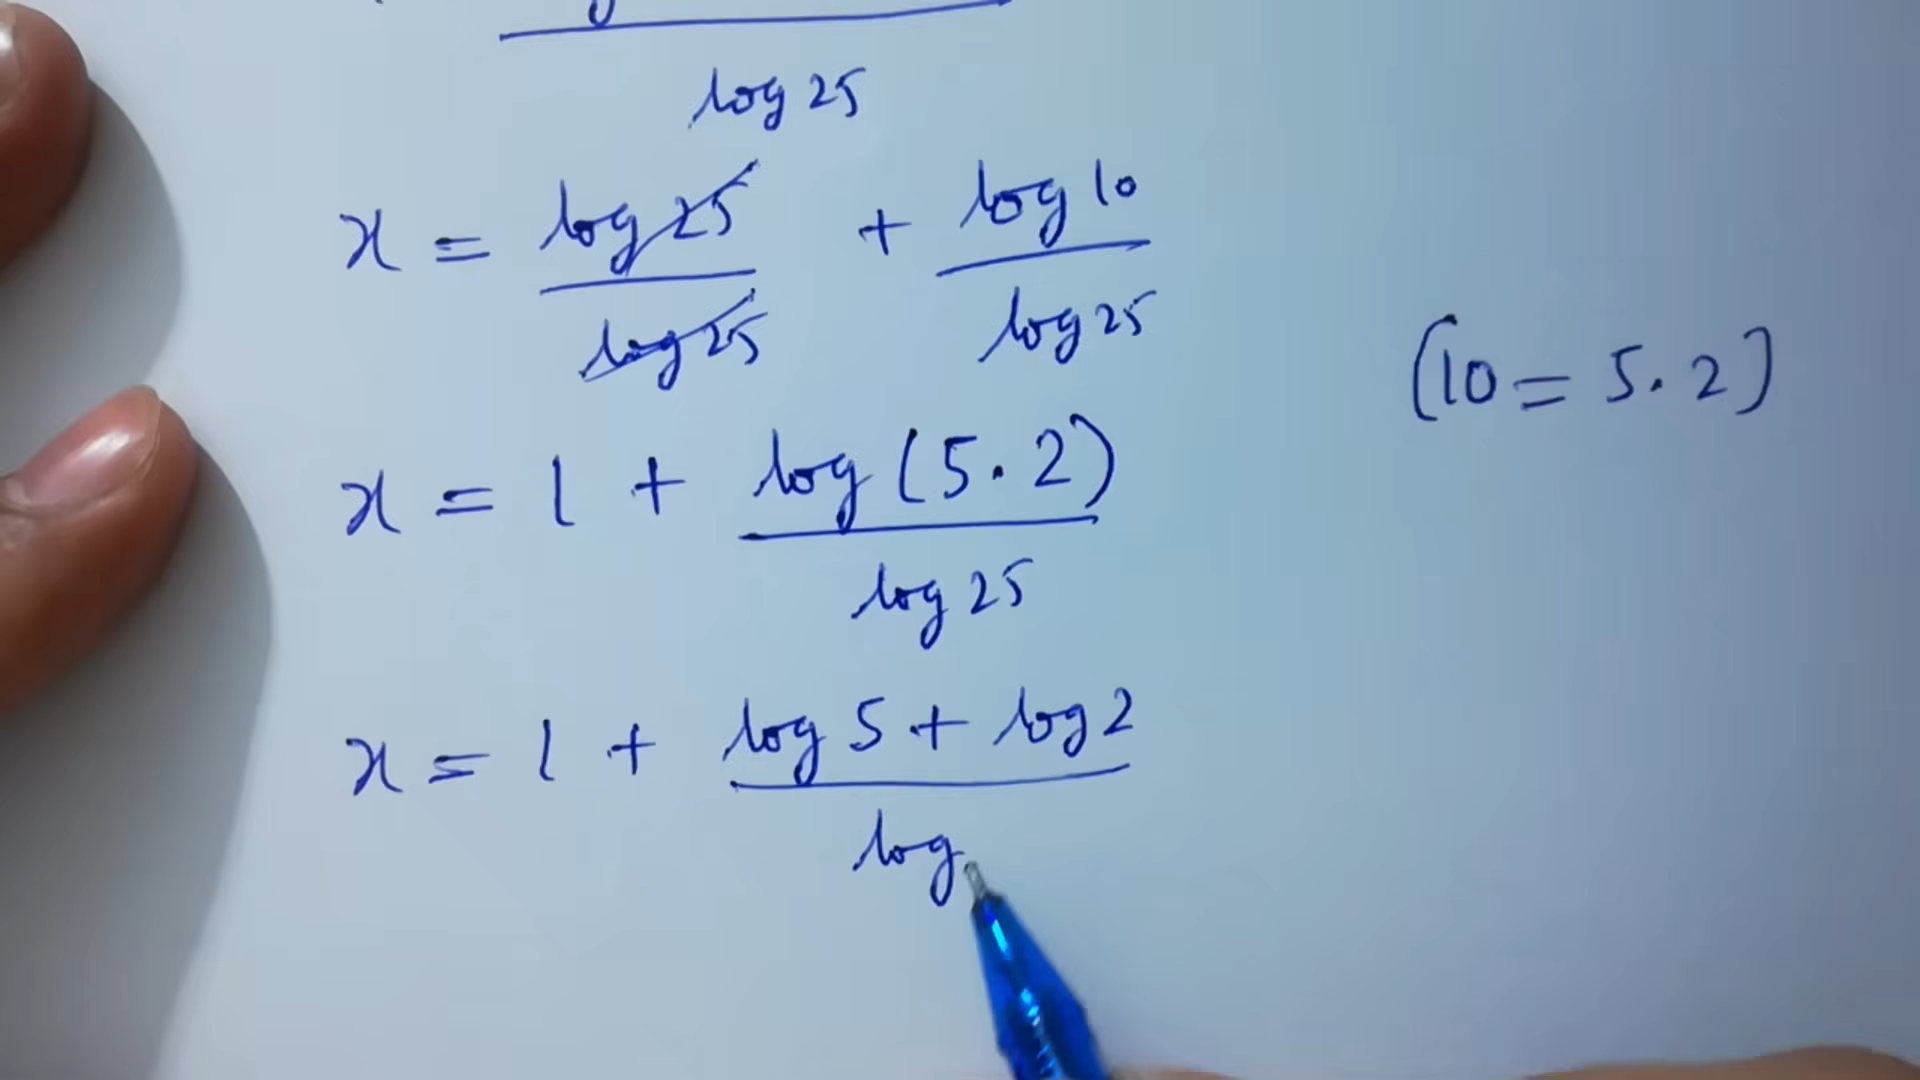 log 25
x = log 25 / log 25 + log 10 / log 25
(10 = 5 . 2)
x = 1 + log (5 . 2) / log 25
x = 1 + log 5 + log 2 / log